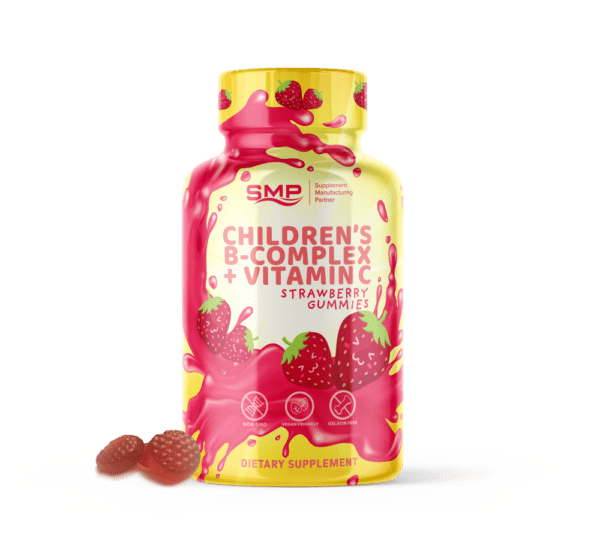 SMP
Supplement
Manufacturing
Partner
CHILDREN'S
B-COMPLEX
+ VITAMIN C
STRAWBERRY
GUMMIES
NON GMO
VEGAN FRIENDLY
GELATIN FREE
DIETARY SUPPLEMENT